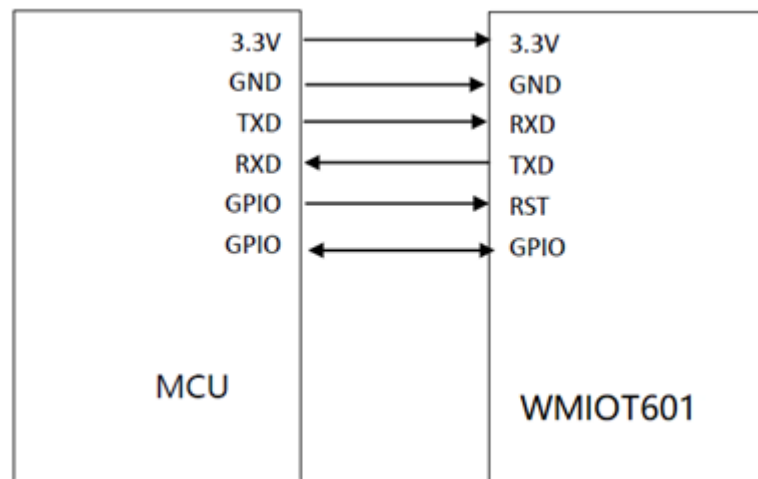 3.3V
GND
TXD
RXD
GPIO
GPIO
MCU
3.3V
GND
RXD
TXD
RST
GPIO
WMIOT601